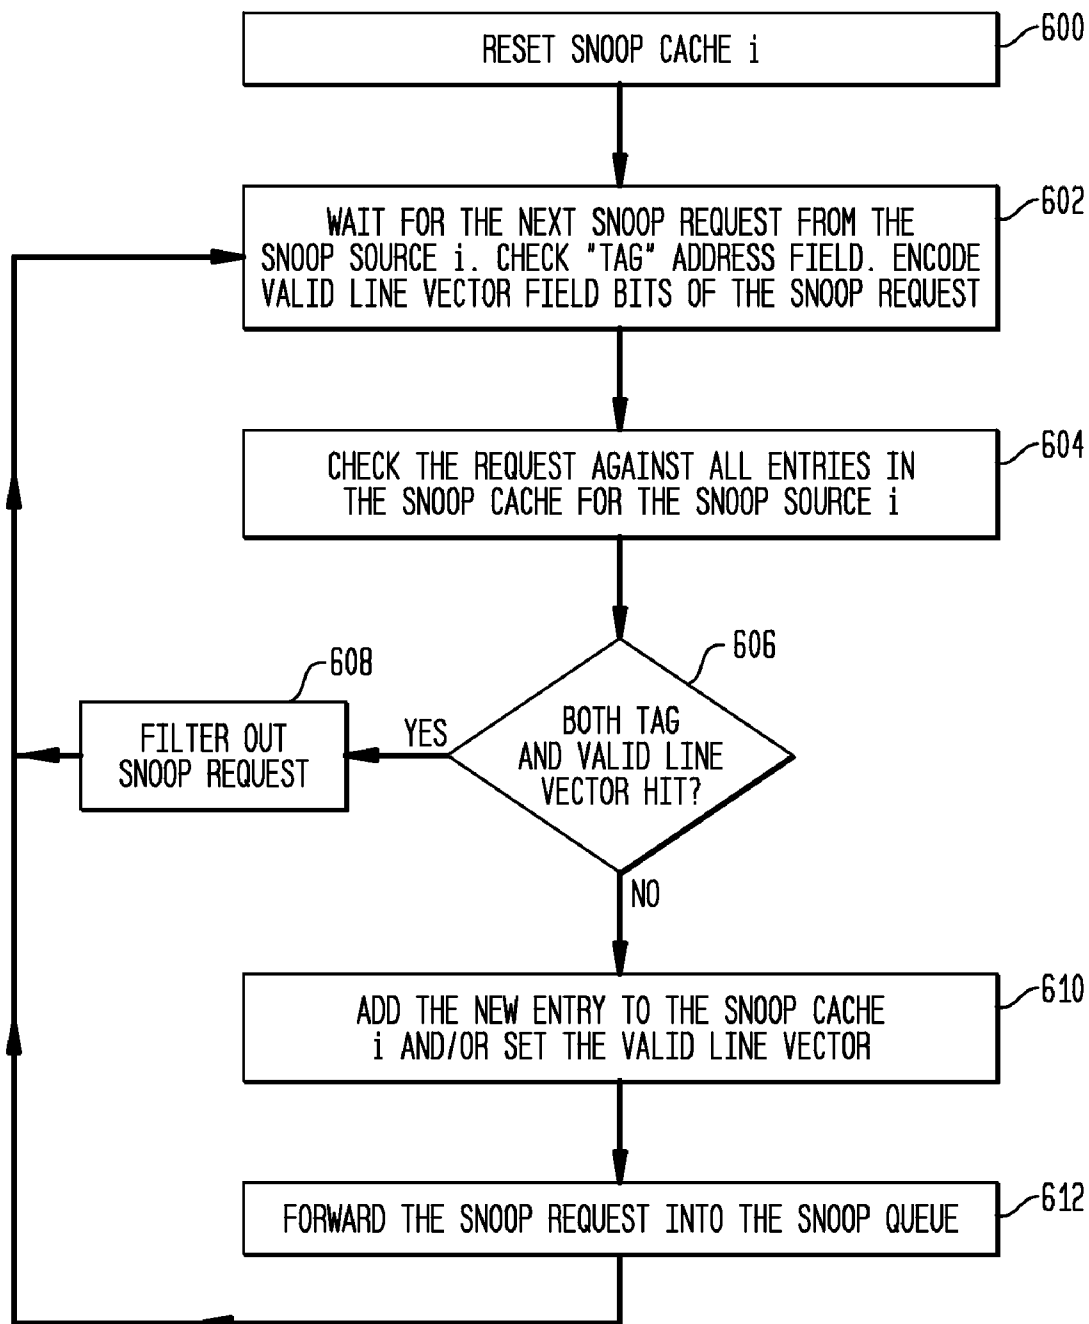 RESET SNOOP CACHE i
600
WAIT FOR THE NEXT SNOOP REQUEST FROM THE
SNOOP SOURCE i. CHECK "TAG" ADDRESS FIELD. ENCODE
VALID LINE VECTOR FIELD BITS OF THE SNOOP REQUEST
602
CHECK THE REQUEST AGAINST ALL ENTRIES IN
THE SNOOP CACHE FOR THE SNOOP SOURCE i
604
BOTH TAG
AND VALID LINE
VECTOR HIT?
606
YES
FILTER OUT
SNOOP REQUEST
608
NO
ADD THE NEW ENTRY TO THE SNOOP CACHE
i AND/OR SET THE VALID LINE VECTOR
610
FORWARD THE SNOOP REQUEST INTO THE SNOOP QUEUE
612